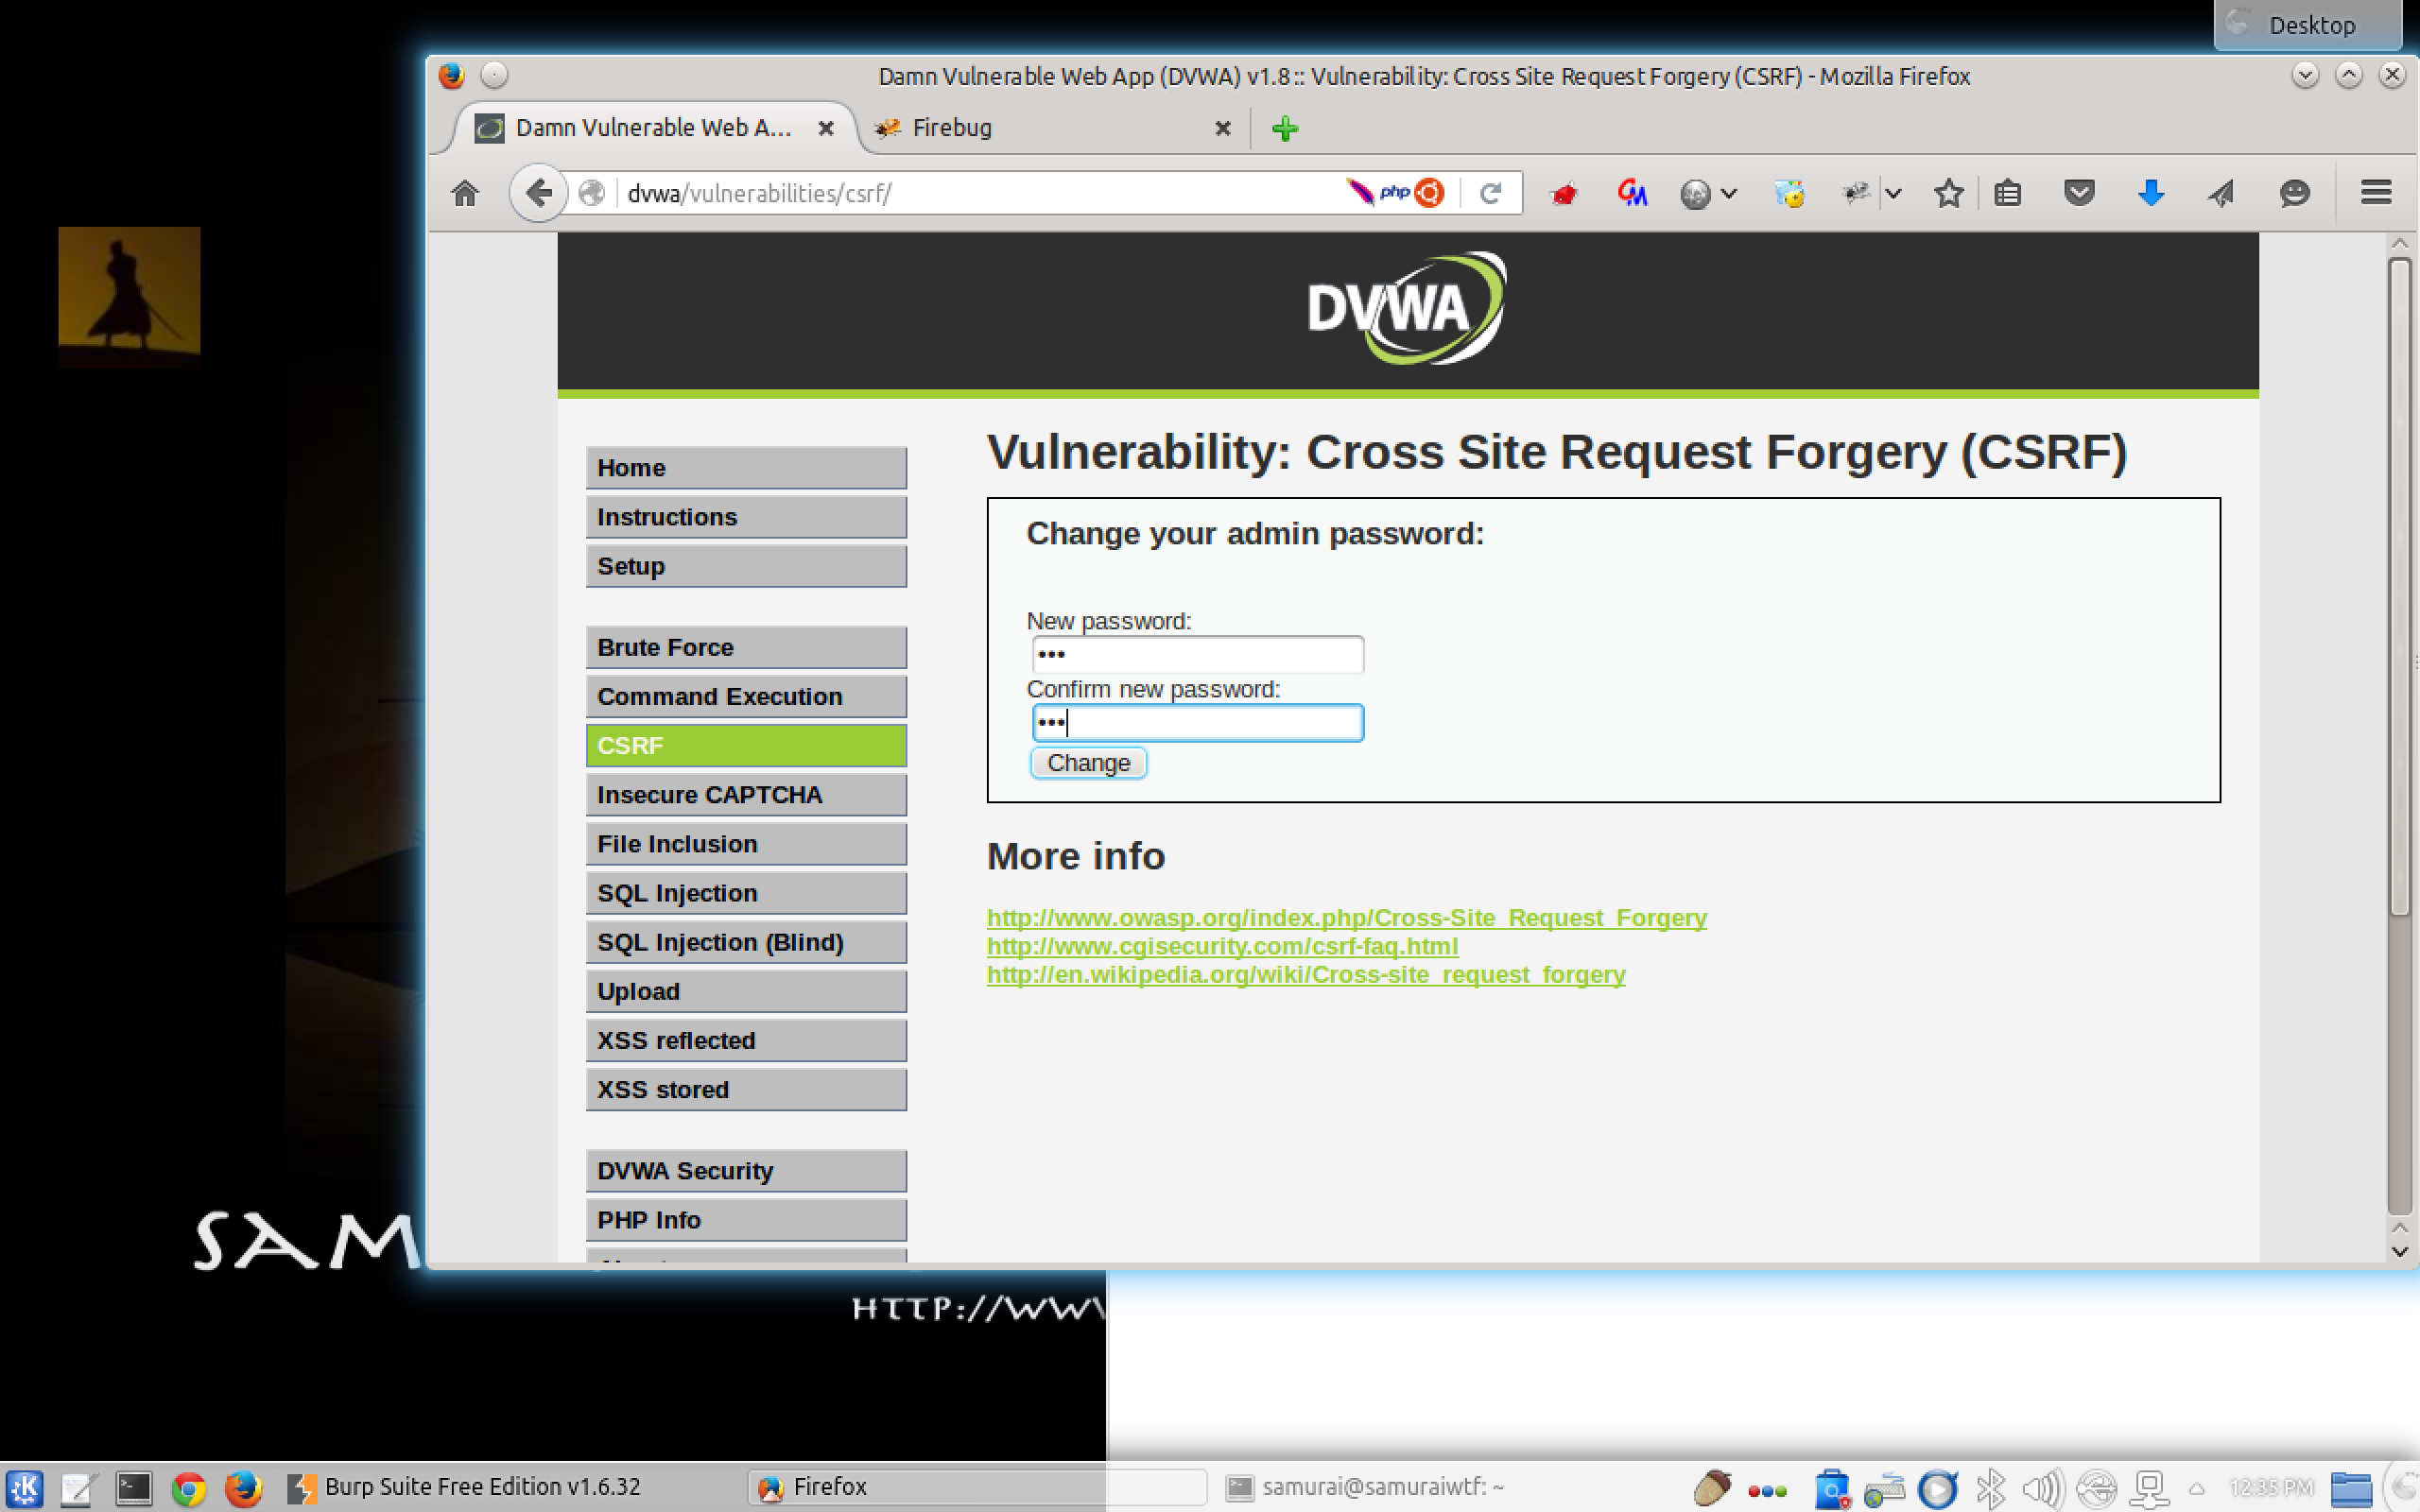 Desktop
Damn Vulnerable Web App (DVWA) v1.8 :: Vulnerability: Cross Site Request Forgery (CSRF) - Mozilla Firefox
Damn Vulnerable Web A...
Firebug
dvwa/vulnerabilities/csrf/
php
DVWA
Home
Instructions
Setup
Brute Force
Command Execution
CSRF
Insecure CAPTCHA
File Inclusion
SQL Injection
SQL Injection (Blind)
Upload
XSS reflected
XSS stored
DVWA Security
PHP Info
Vulnerability: Cross Site Request Forgery (CSRF)
Change your admin password:
New password:
•••
Confirm new password:
•••
Change
More info
http://www.owasp.org/index.php/Cross-Site_Request_Forgery
http://www.cgisecurity.com/csrf-faq.html
http://en.wikipedia.org/wiki/Cross-site_request_forgery
SAM
HTTP://WW
Burp Suite Free Edition v1.6.32
Firefox
samurai@samuraiwtf: ~
12:35 PM